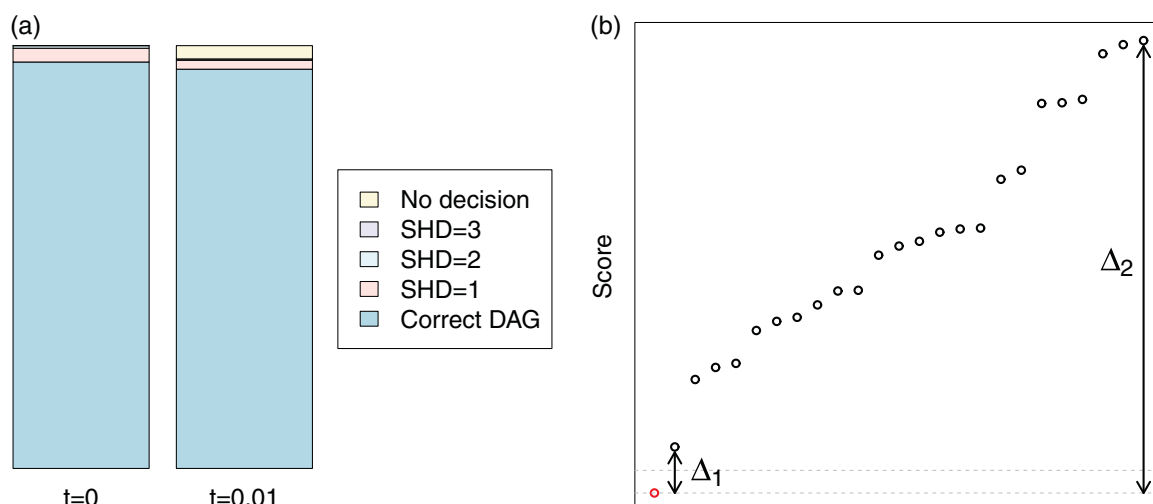 (a)
t=0
t=0.01
No decision
SHD=3
SHD=2
SHD=1
Correct DAG
(b)
Score
Δ1
Δ2